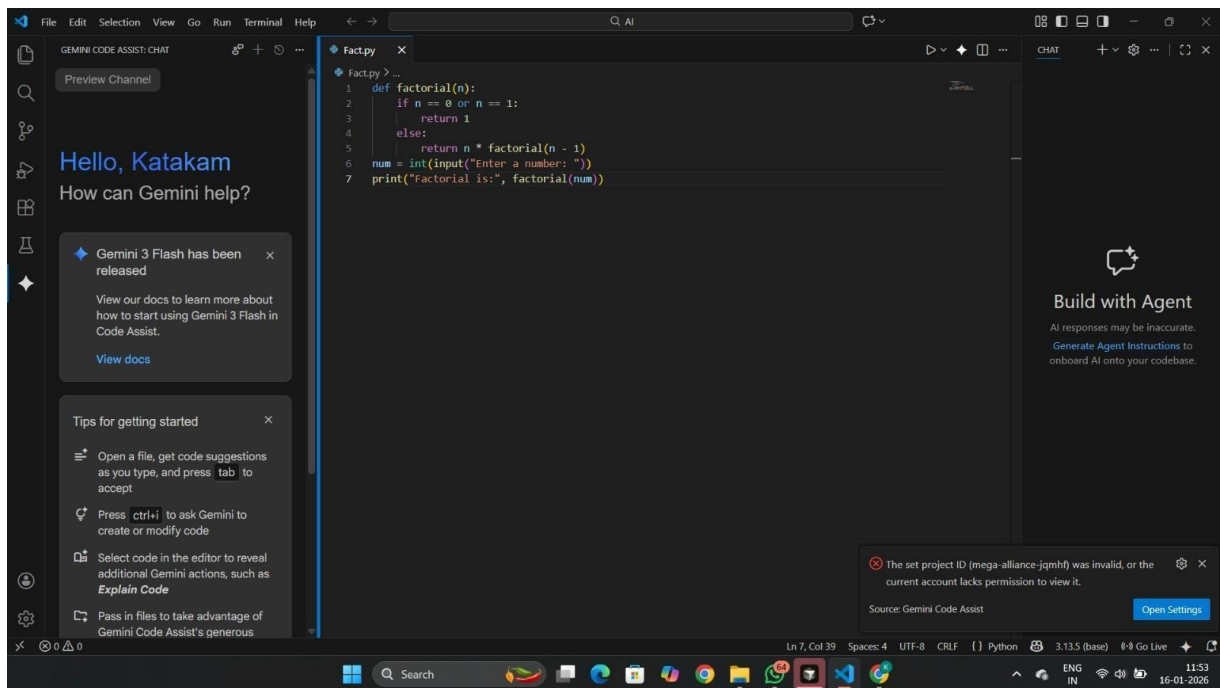 File Edit Selection View Go Run Terminal Help
AI
GEMINI CODE ASSIST: CHAT
Preview Channel
Hello, Katakam
How can Gemini help?
Gemini 3 Flash has been
released
View our docs to learn more about
how to start using Gemini 3 Flash in
Code Assist.
View docs
Tips for getting started
Open a file, get code suggestions
as you type, and press tab to
accept
Press ctrl+i to ask Gemini to
create or modify code
Select code in the editor to reveal
additional Gemini actions, such as
Explain Code
Pass in files to take advantage of
Gemini Code Assist's generous
Fact.py
Fact.py > ...
1 def factorial(n):
2 if n == 0 or n == 1:
3 return 1
4 else:
5 return n * factorial(n - 1)
6 num = int(input("Enter a number: "))
7 print("Factorial is:", factorial(num))
CHAT
Build with Agent
AI responses may be inaccurate.
Generate Agent Instructions to
onboard AI onto your codebase.
The set project ID (mega-alliance-jqmhf) was invalid, or the
current account lacks permission to view it.
Source: Gemini Code Assist
Open Settings
0 0
Ln 7, Col 39 Spaces: 4 UTF-8 CRLF {} Python 3.13.5 (base) Go Live
Search
64
K
ENG
IN
11:53
16-01-2026